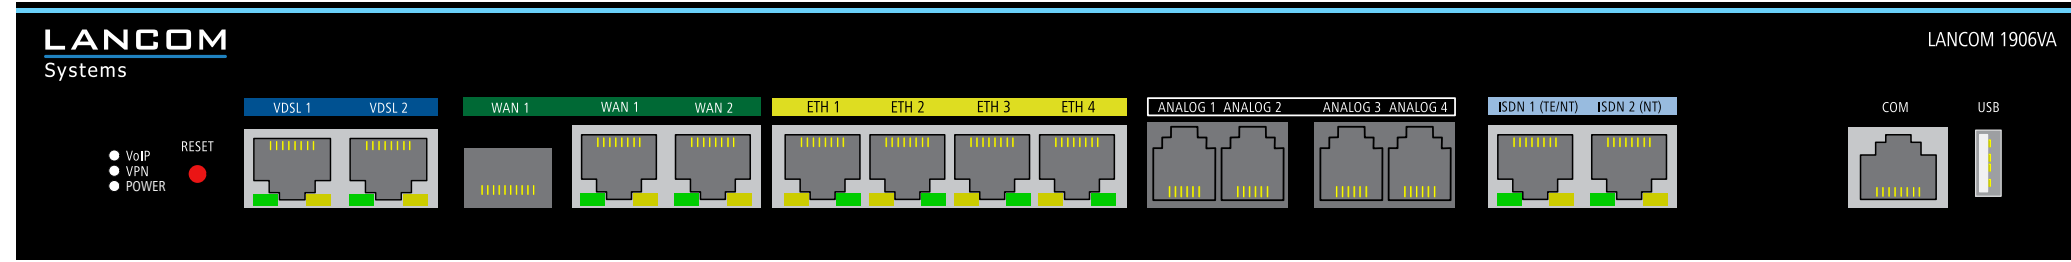 LANCOM
Systems
LANCOM 1906VA
VDSL 1 VDSL 2 WAN 1 WAN 1 WAN 2 ETH 1 ETH 2 ETH 3 ETH 4 ANALOG 1 ANALOG 2 ANALOG 3 ANALOG 4 ISDN 1 (TE/NT) ISDN 2 (NT) COM USB
RESET
VoIP
VPN
POWER